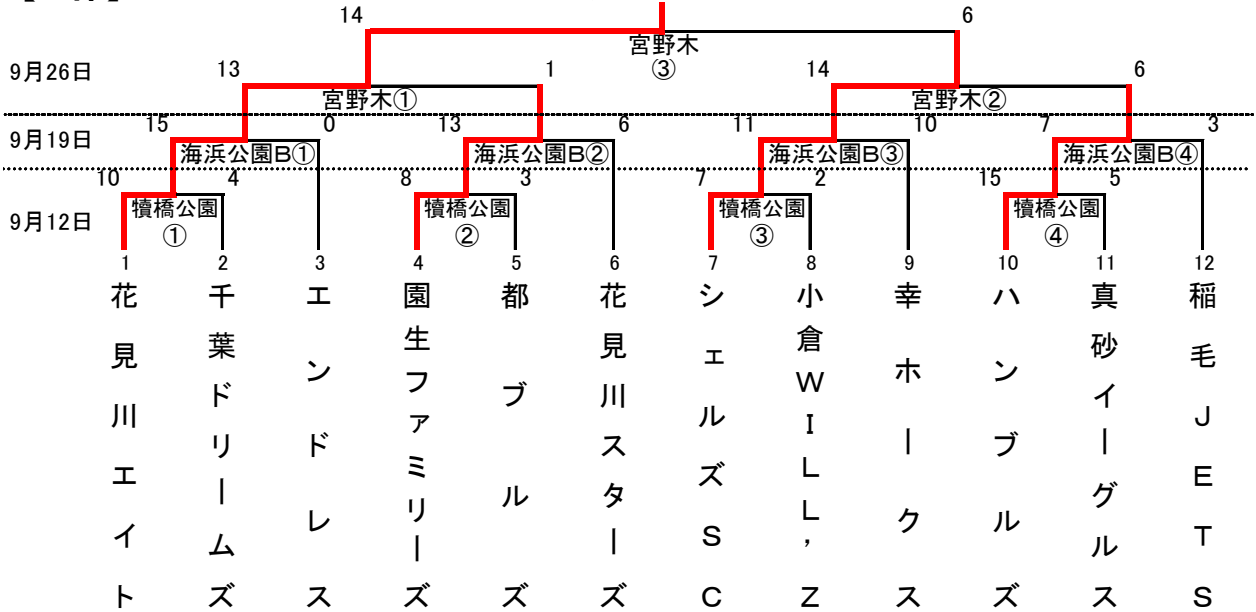 14 6
宮野木
③
9月26日 13 1 14 6
宮野木① 宮野木②
15 0 13 6 11 10 7 3
9月19日
海浜公園B① 海浜公園B② 海浜公園B③ 海浜公園B④
10 4 8 3 7 2 15 5
9月12日
犢橋公園 犢橋公園 犢橋公園 犢橋公園
① ② ③ ④
1 2 3 4 5 6 7 8 9 10 11 12
花見川エイト
千葉ドリームズ
エンドレス
園生ファミリーズ
都ブルズ
花見川スターズ
シェルズSC
小倉WILL'Z
幸ホークス
ハンブルズ
真砂イーグルス
稲毛JETS